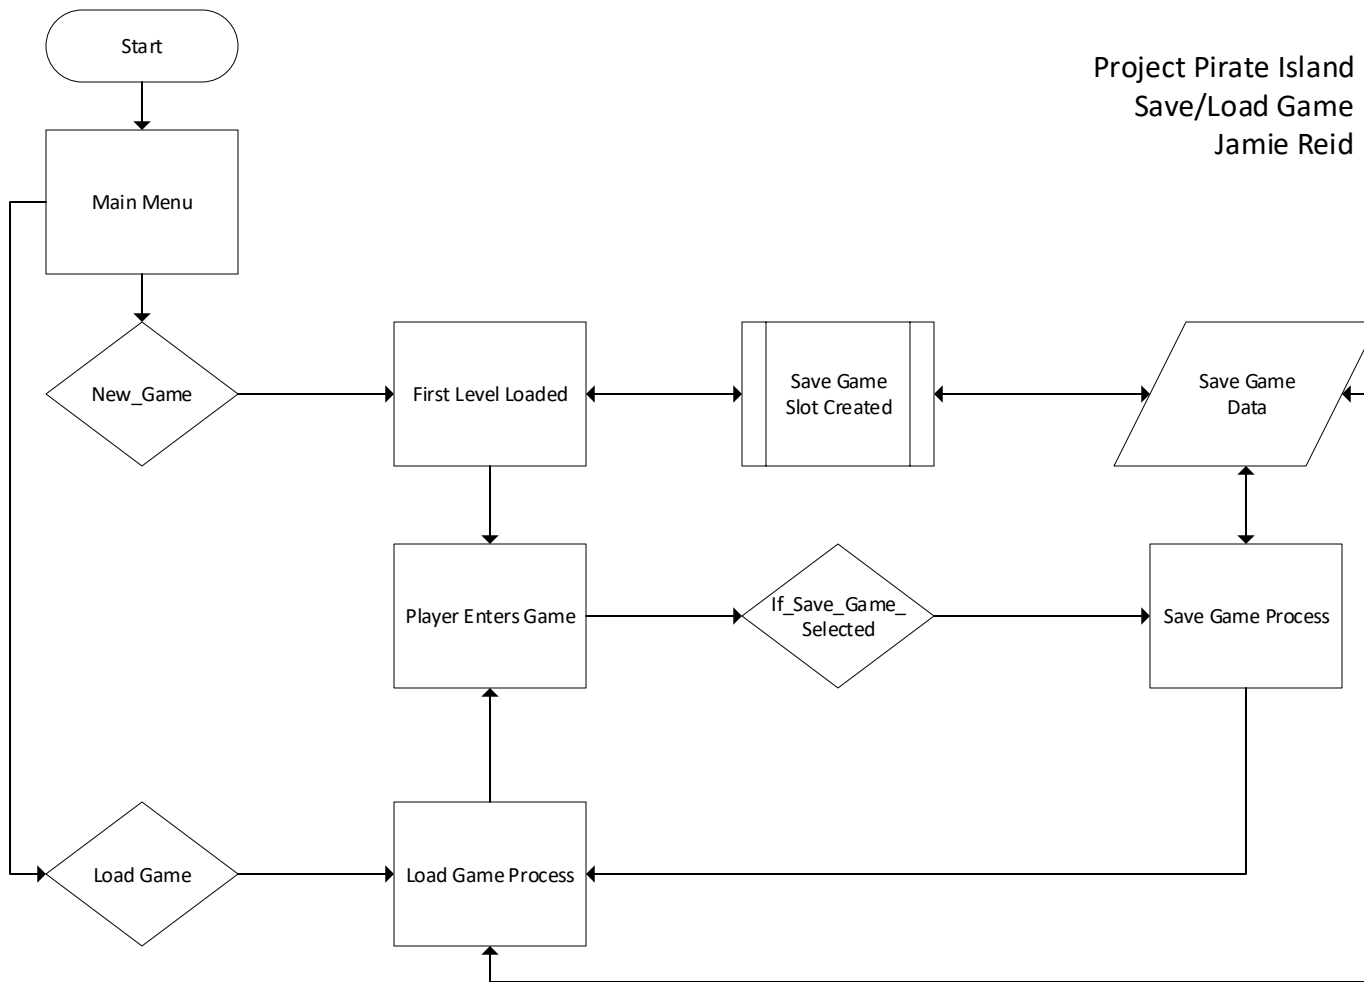 Start
Project Pirate Island
Save/Load Game
Jamie Reid
Main Menu
New_Game
First Level Loaded
Save Game
Slot Created
Save Game
Data
Player Enters Game
If_Save_Game_
Selected
Save Game Process
Load Game
Load Game Process